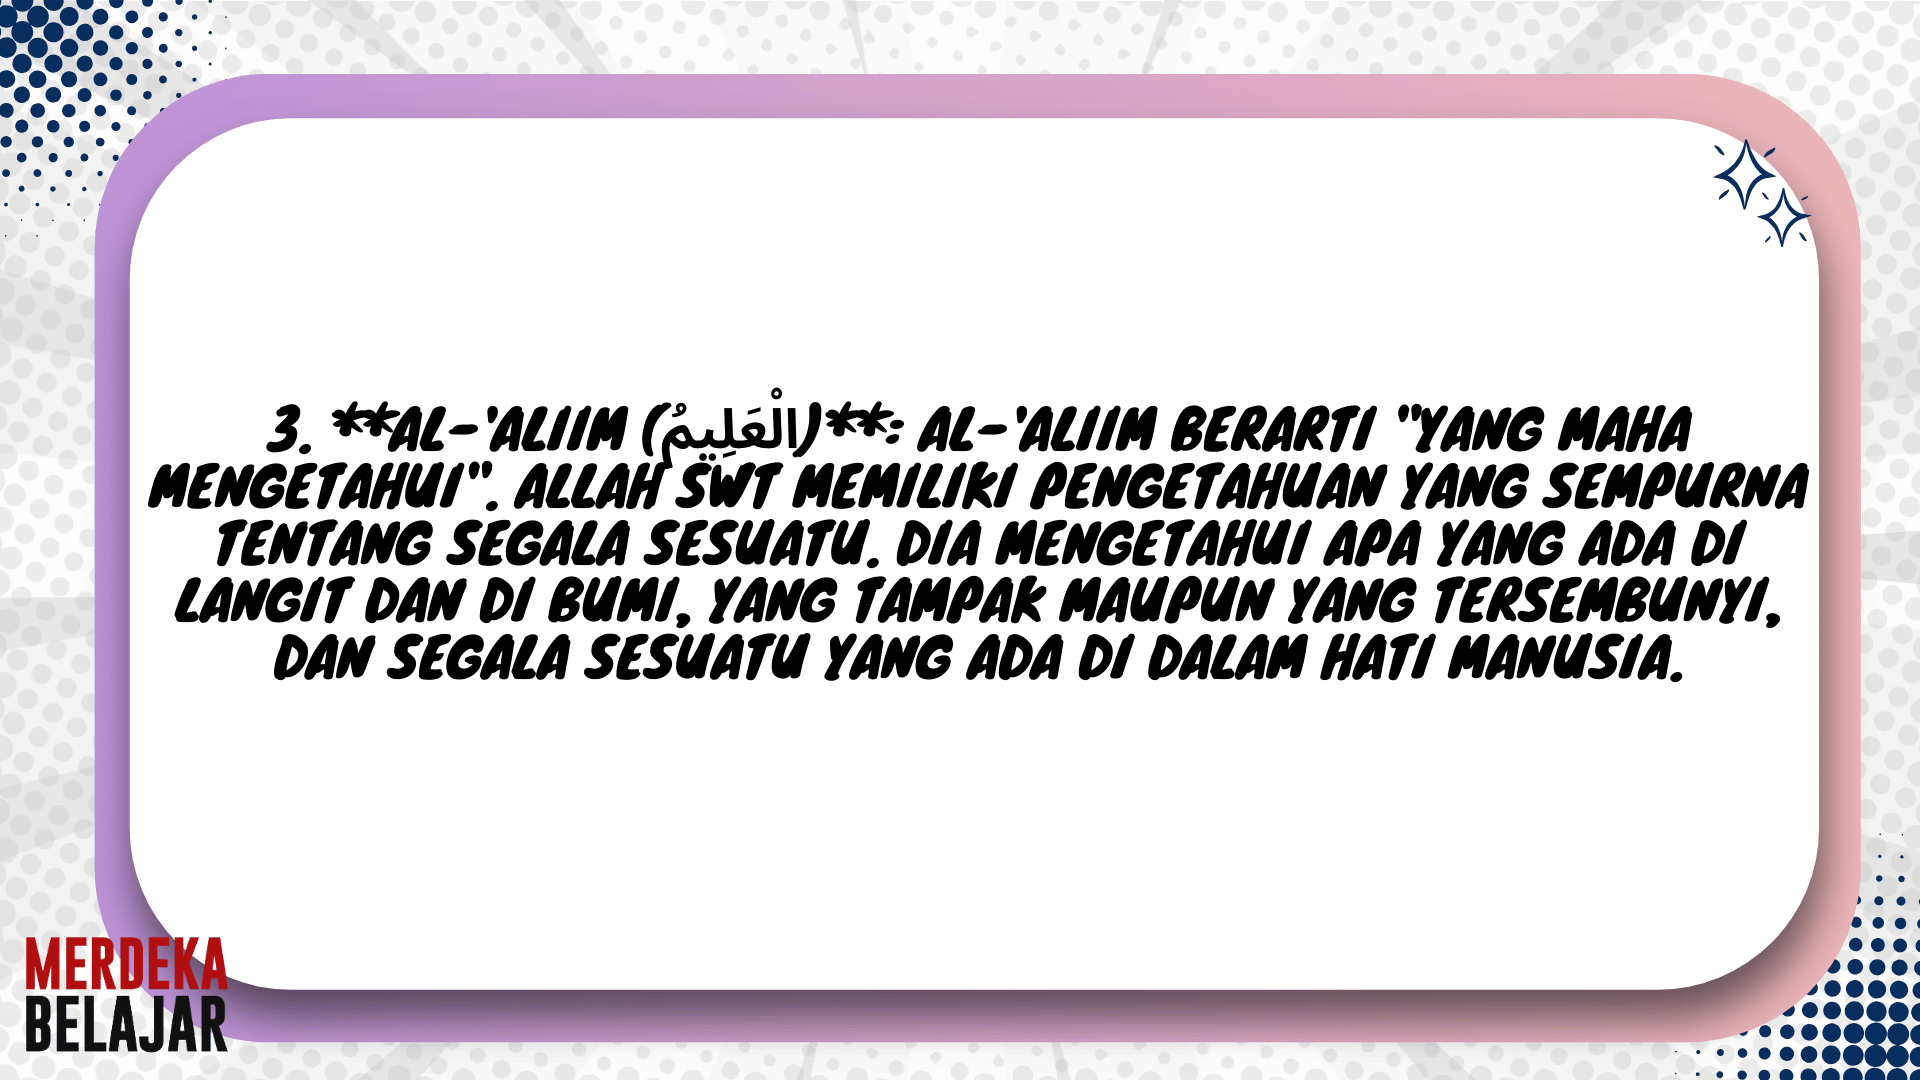 3. **AL-'ALIIM (الْعَلِيمُ)**: AL-'ALIIM BERARTI "YANG MAHA
MENGETAHUI". ALLAH SWT MEMILIKI PENGETAHUAN YANG SEMPURNA
TENTANG SEGALA SESUATU. DIA MENGETAHUI APA YANG ADA DI
LANGIT DAN DI BUMI, YANG TAMPAK MAUPUN YANG TERSEMBUNYI,
DAN SEGALA SESUATU YANG ADA DI DALAM HATI MANUSIA.
MERDEKA
BELAJAR